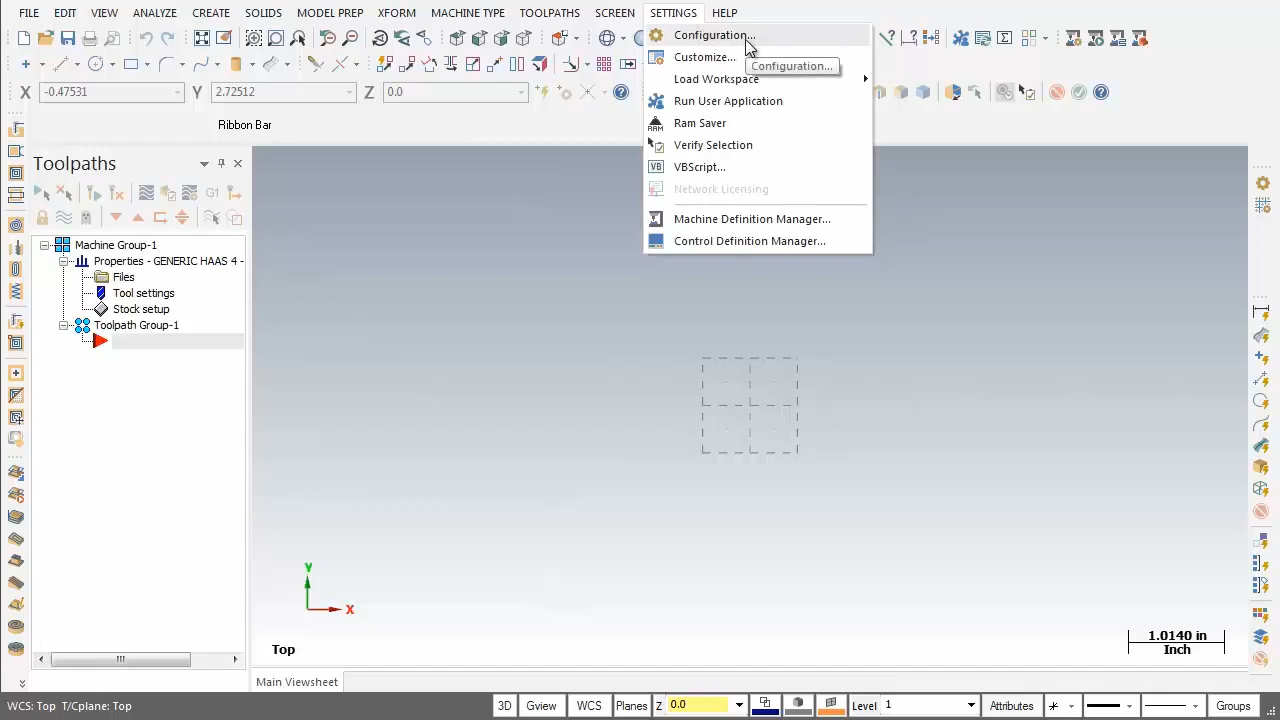 FILE EDIT VIEW ANALYZE CREATE SOLIDS MODEL PREP XFORM MACHINE TYPE TOOLPATHS SCREEN SETTINGS HELP
Configuration...
Configuration...
Customize...
Load Workspace
Run User Application
Ram Saver
RAM
Verify Selection
VB VBScript...
Network Licensing
Machine Definition Manager...
Control Definition Manager...
X -0.47531 Y 2.72512 Z 0.0
Ribbon Bar
Toolpaths
G1
Machine Group-1
Properties - GENERIC HAAS 4 -
Files
Tool settings
Stock setup
Toolpath Group-1
Y
X
Top
1.0140 in
Inch
Main Viewsheet
WCS: Top T/Cplane: Top 3D Gview WCS Planes Z 0.0 Level 1 Attributes Groups